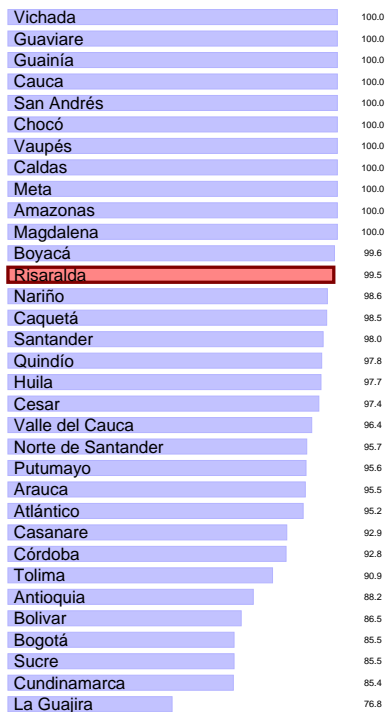 Vichada 100.0
Guaviare 100.0
Guainía 100.0
Cauca 100.0
San Andrés 100.0
Chocó 100.0
Vaupés 100.0
Caldas 100.0
Meta 100.0
Amazonas 100.0
Magdalena 100.0
Boyacá 99.6
Risaralda 99.5
Nariño 98.6
Caquetá 98.5
Santander 98.0
Quindío 97.8
Huila 97.7
Cesar 97.4
Valle del Cauca 96.4
Norte de Santander 95.7
Putumayo 95.6
Arauca 95.5
Atlántico 95.2
Casanare 92.9
Córdoba 92.8
Tolima 90.9
Antioquia 88.2
Bolivar 86.5
Bogotá 85.5
Sucre 85.5
Cundinamarca 85.4
La Guajira 76.8